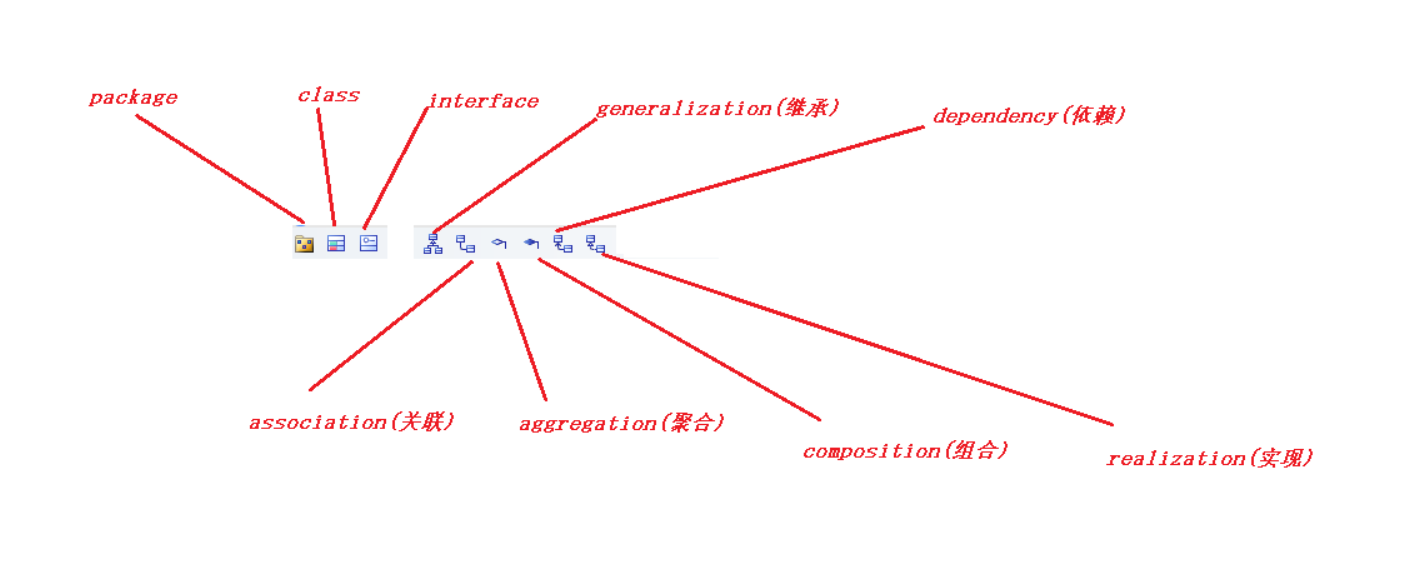 package
class
interface
generalization(继承)
dependency(依赖)
association(关联)
aggregation(聚合)
composition(组合)
realization(实现)